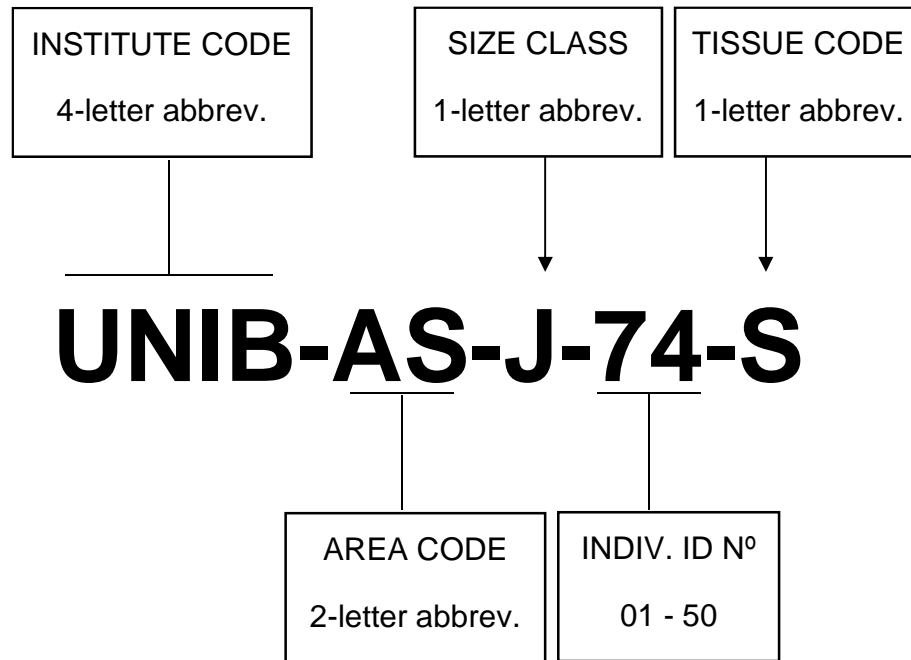 INSTITUTE CODE
4-letter abbrev.
SIZE CLASS
1-letter abbrev.
TISSUE CODE
1-letter abbrev.
UNIB-AS-J-74-S
AREA CODE
2-letter abbrev.
INDIV. ID Nº
01 - 50